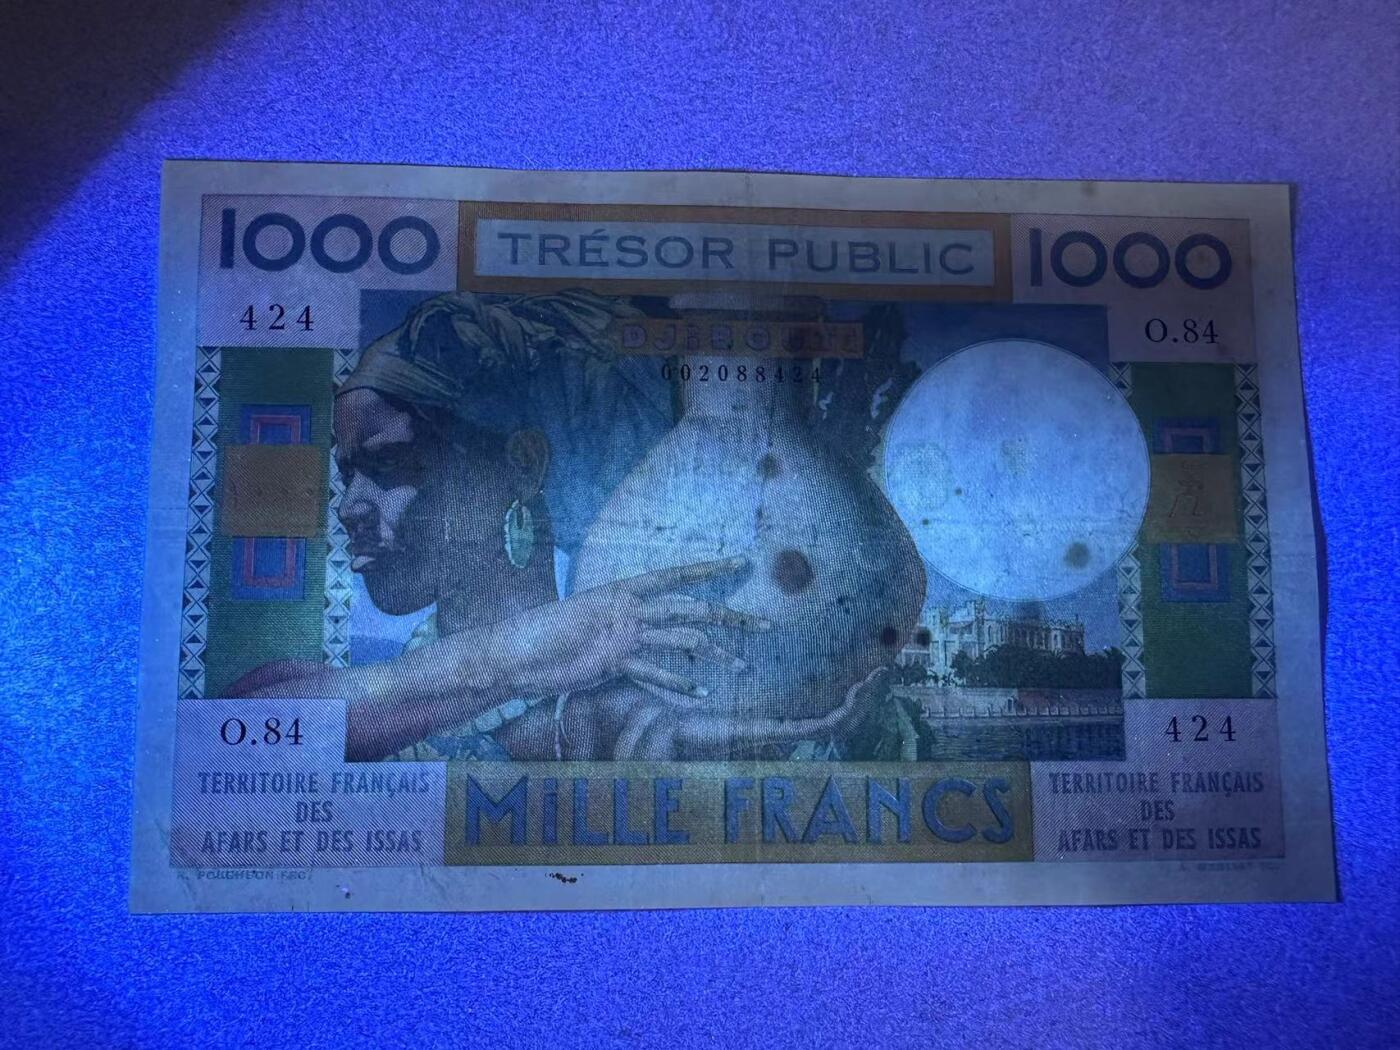 1000
TRÉSOR PUBLIC
1000
424
O.84
DJIBOUTI
002088424
O.84
424
TERRITOIRE FRANÇAIS
DES
AFARS ET DES ISSAS
MiLLE FRANCS
TERRITOIRE FRANÇAIS
DES
AFARS ET DES ISSAS